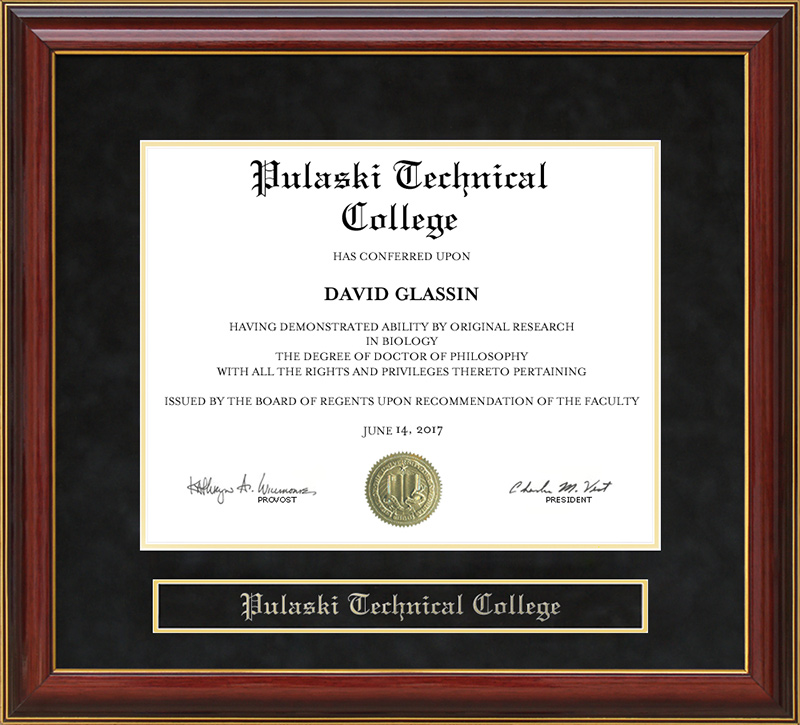 Pulaski Technical
College
HAS CONFERRED UPON
DAVID GLASSIN
HAVING DEMONSTRATED ABILITY BY ORIGINAL RESEARCH
IN BIOLOGY
THE DEGREE OF DOCTOR OF PHILOSOPHY
WITH ALL THE RIGHTS AND PRIVILEGES THERETO PERTAINING
ISSUED BY THE BOARD OF REGENTS UPON RECOMMENDATION OF THE FACULTY
JUNE 14, 2017
Charles M. Vest
PROVOST
PRESIDENT
Pulaski Technical College